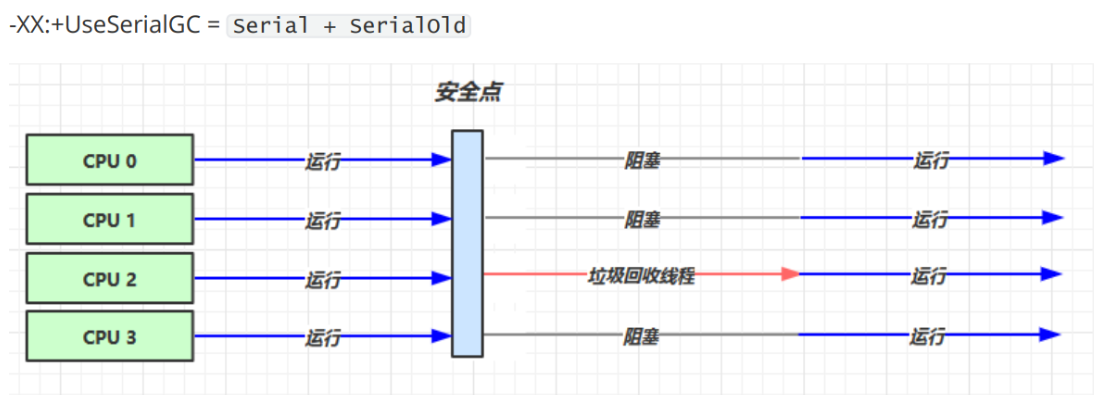 -XX:+UseSerialGC = Serial + SerialOld
安全点
CPU 0 运行 阻塞 运行
CPU 1 运行 阻塞 运行
CPU 2 运行 垃圾回收线程 运行
CPU 3 运行 阻塞 运行